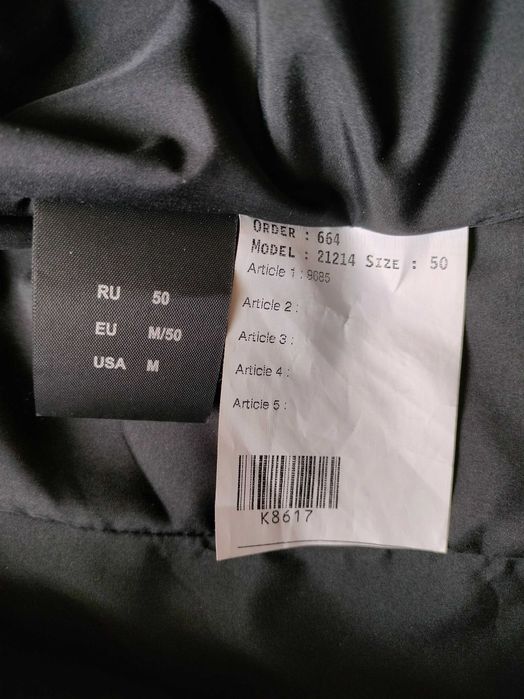 RU 50
EU M/50
USA M
ORDER : 664
MODEL : 21214 SIZE : 50
Article 1 : 9685
Article 2 :
Article 3 :
Article 4 :
Article 5 :
K8617